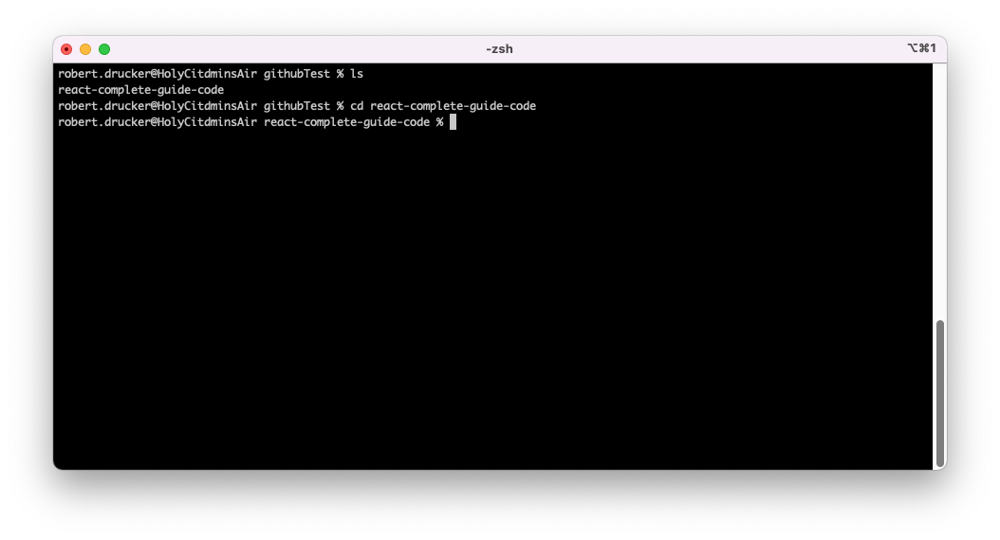 -zsh
⌥⌘1
robert.drucker@HolyCitdminsAir githubTest % ls
react-complete-guide-code
robert.drucker@HolyCitdminsAir githubTest % cd react-complete-guide-code
robert.drucker@HolyCitdminsAir react-complete-guide-code %